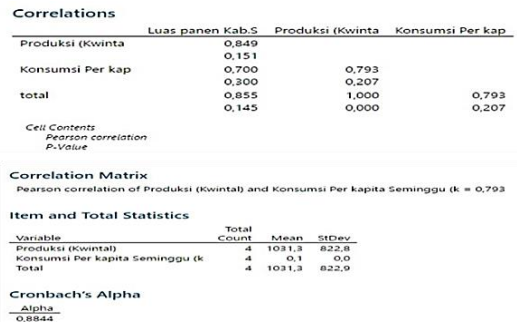 Correlations
Luas panen Kab.S Produksi (Kwinta Konsumsi Per kap
Produksi (Kwinta 0,849
0,151
Konsumsi Per kap 0,700 0,793
0,300 0,207
total 0,855 1,000 0,793
0,145 0,000 0,207
Cell Contents
Pearson correlation
P-Value
Correlation Matrix
Pearson correlation of Produksi (Kwintal) and Konsumsi Per kapita Seminggu (k = 0,793
Item and Total Statistics
Total
Variable Count Mean StDev
Produksi (Kwintal) 4 1031,3 822,8
Konsumsi Per kapita Seminggu (k 4 0,1 0,0
Total 4 1031,3 822,9
Cronbach's Alpha
Alpha
0,8844